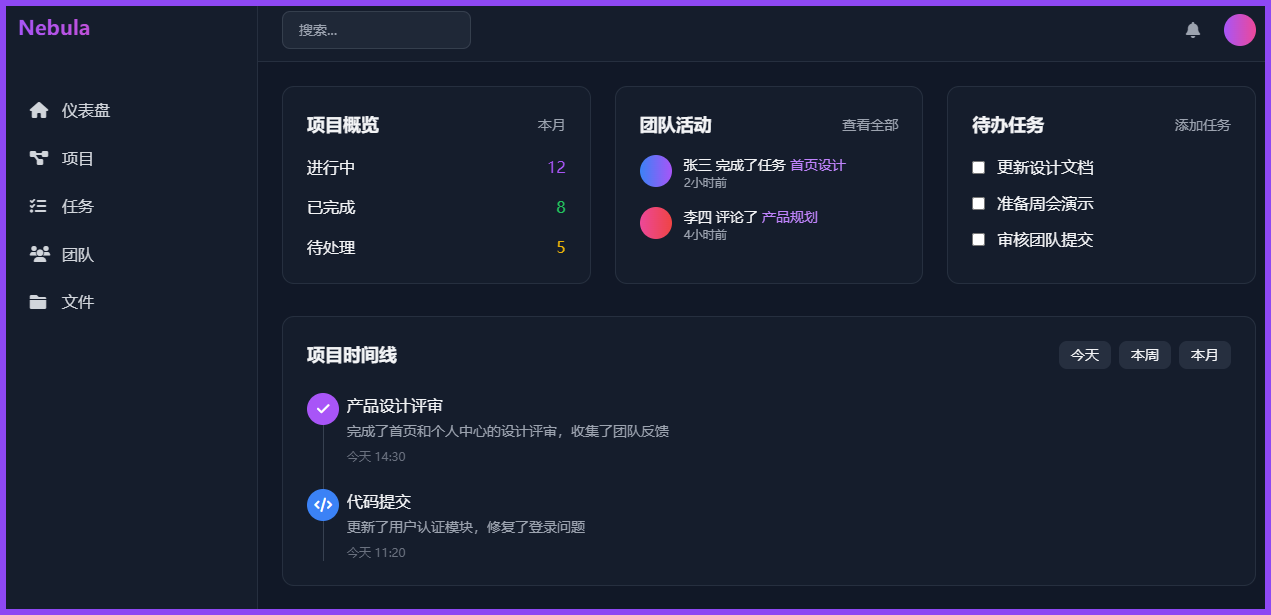 Nebula
搜索...
仪表盘
项目
任务
团队
文件
项目概览 本月
进行中 12
已完成 8
待处理 5
团队活动 查看全部
张三 完成了任务 首页设计
2小时前
李四 评论了 产品规划
4小时前
待办任务 添加任务
更新设计文档
准备周会演示
审核团队提交
项目时间线 今天 本周 本月
产品设计评审
完成了首页和个人中心的设计评审，收集了团队反馈
今天 14:30
代码提交
更新了用户认证模块，修复了登录问题
今天 11:20